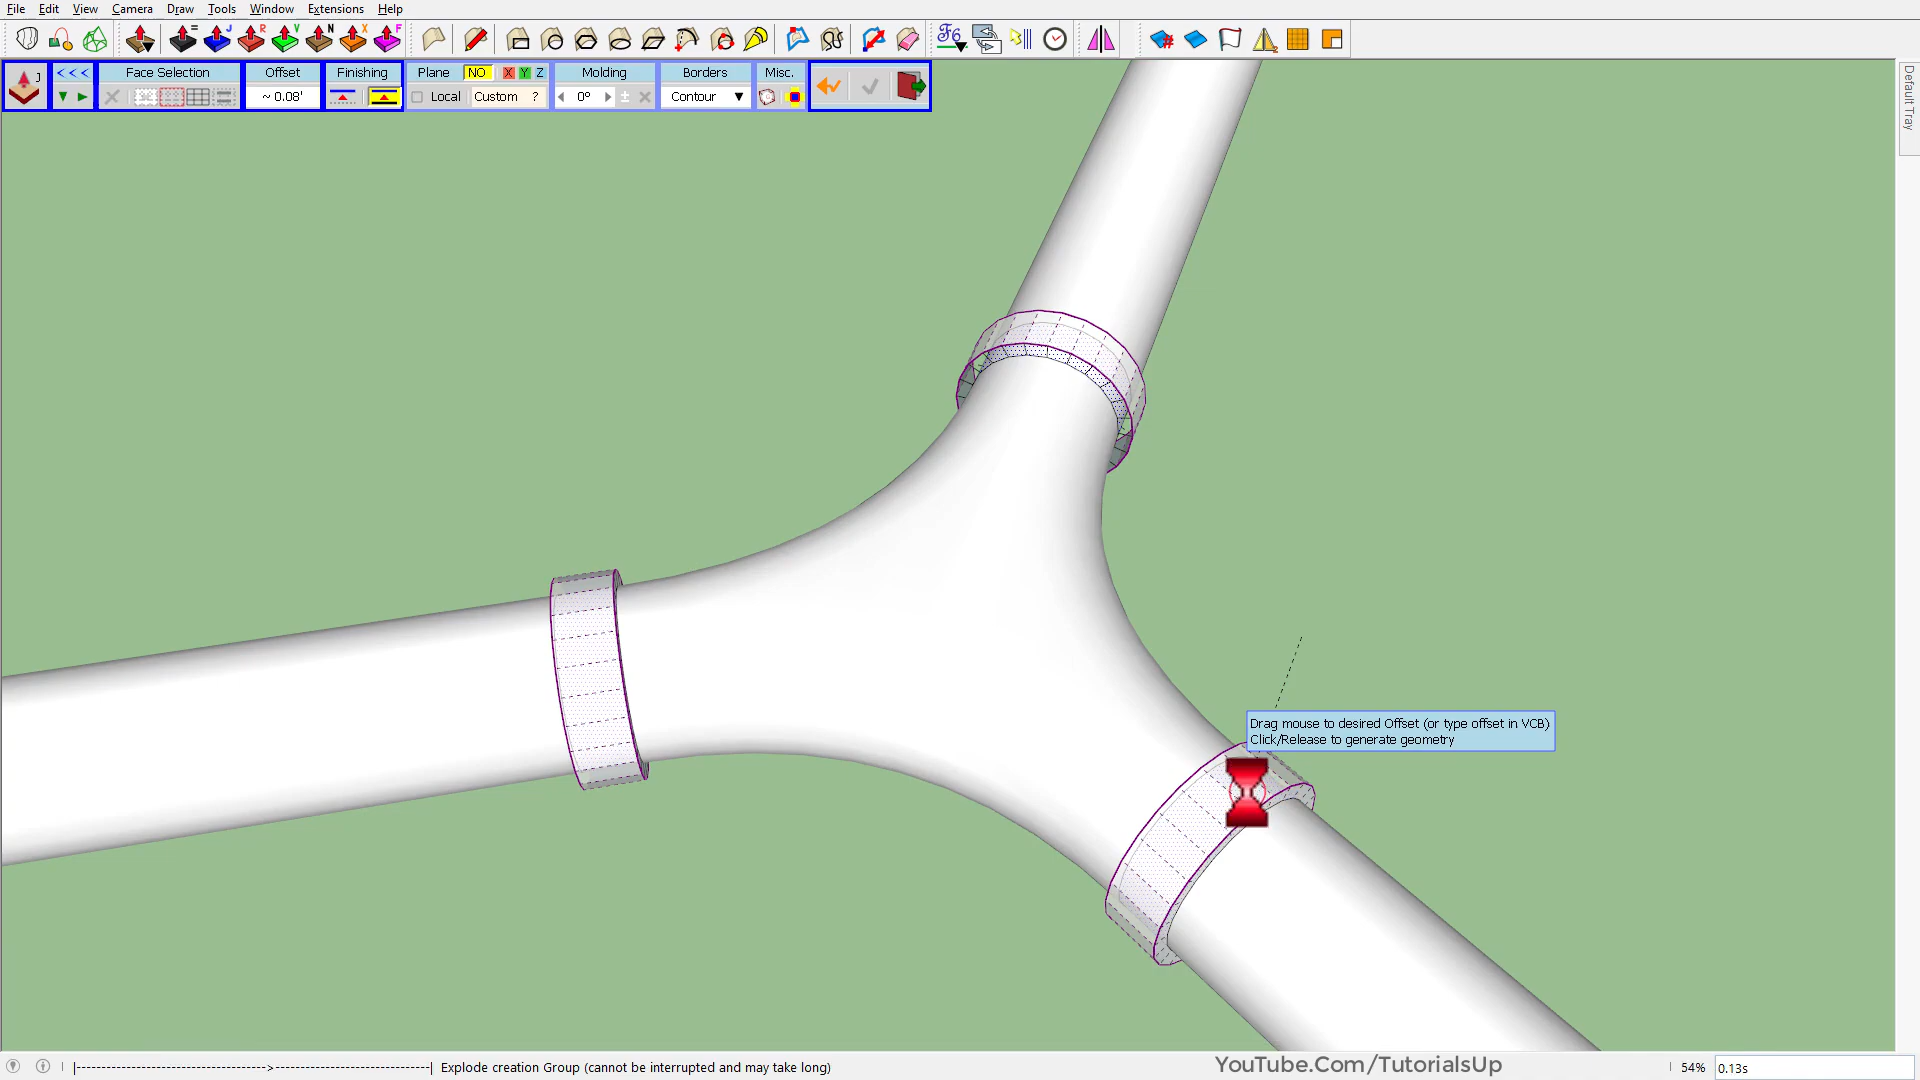 File Edit View Camera Draw Tools Window Extensions Help
J <<< Face Selection Offset Finishing Plane NO X Y Z Molding Borders Misc.
~ 0.08' Local Custom ? 0º Contour
Default Tray
Drag mouse to desired Offset (or type offset in VCB)
Click/Release to generate geometry
|---------------------------------------->--------------------------------| Explode creation Group (cannot be interrupted and may take long)
YouTube.Com/TutorialsUp
54% 0.13s